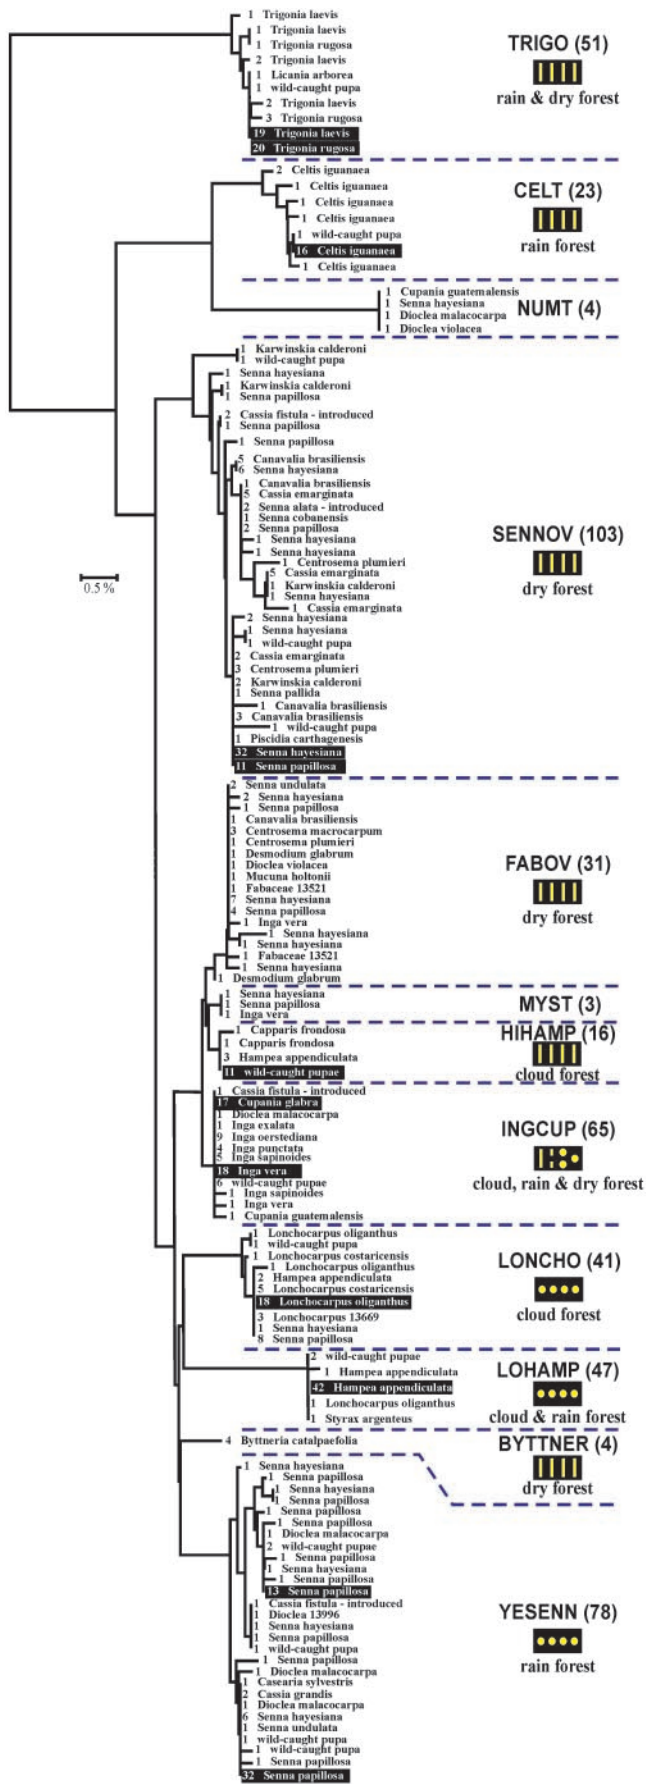 1 Trigonia laevis
1 Trigonia laevis
1 Trigonia rugosa
2 Trigonia laevis
1 Licania arborea
1 wild-caught pupa
2 Trigonia laevis
3 Trigonia rugosa
19 Trigonia laevis
20 Trigonia rugosa
TRIGO (51)
rain & dry forest
2 Celtis iguanaea
1 Celtis iguanaea
1 Celtis iguanaea
1 Celtis iguanaea
1 wild-caught pupa
16 Celtis iguanaea
1 Celtis iguanaea
CELT (23)
rain forest
1 Cupania guatemalensis
1 Senna hayesiana
1 Dioclea malacocarpa
1 Dioclea violacea
NUMT (4)
1 Karwinskia calderoni
1 wild-caught pupa
1 Senna hayesiana
1 Karwinskia calderoni
1 Senna papillosa
2 Cassia fistula - introduced
1 Senna papillosa
1 Senna papillosa
5 Canavalia brasiliensis
6 Senna hayesiana
1 Canavalia brasiliensis
5 Cassia emarginata
2 Senna alata - introduced
1 Senna cobanensis
2 Senna papillosa
1 Senna hayesiana
1 Senna hayesiana
1 Centrosema plumieri
5 Cassia emarginata
1 Karwinskia calderoni
1 Senna hayesiana
1 Cassia emarginata
2 Senna hayesiana
1 Senna hayesiana
1 wild-caught pupa
2 Cassia emarginata
3 Centrosema plumieri
2 Karwinskia calderoni
1 Senna pallida
1 Canavalia brasiliensis
3 Canavalia brasiliensis
1 wild-caught pupa
1 Piscidia carthagenesis
32 Senna hayesiana
11 Senna papillosa
SENNOV (103)
dry forest
0.5 %
2 Senna undulata
2 Senna hayesiana
1 Senna papillosa
1 Canavalia brasiliensis
3 Centrosema macrocarpum
1 Centrosema plumieri
1 Desmodium glabrum
1 Dioclea violacea
1 Mucuna holtonii
1 Fabaceae 13521
7 Senna hayesiana
4 Senna papillosa
1 Inga vera
1 Senna hayesiana
1 Senna hayesiana
1 Fabaceae 13521
1 Senna hayesiana
1 Desmodium glabrum
FABOV (31)
dry forest
1 Senna hayesiana
1 Senna papillosa
1 Inga vera
MYST (3)
1 Capparis frondosa
1 Capparis frondosa
3 Hampea appendiculata
11 wild-caught pupae
HIHAMP (16)
cloud forest
1 Cassia fistula - introduced
17 Cupania glabra
1 Dioclea malacocarpa
1 Inga exalata
9 Inga oerstediana
4 Inga punctata
5 Inga sapinoides
18 Inga vera
6 wild-caught pupae
1 Inga sapinoides
1 Inga vera
1 Cupania guatemalensis
INGCUP (65)
cloud, rain & dry forest
1 Lonchocarpus oliganthus
1 wild-caught pupa
1 Lonchocarpus costaricensis
1 Lonchocarpus oliganthus
2 Hampea appendiculata
5 Lonchocarpus costaricensis
18 Lonchocarpus oliganthus
3 Lonchocarpus 13669
1 Senna hayesiana
8 Senna papillosa
LONCHO (41)
cloud forest
2 wild-caught pupae
1 Hampea appendiculata
42 Hampea appendiculata
1 Lonchocarpus oliganthus
1 Styrax argenteus
LOHAMP (47)
cloud & rain forest
4 Byttneria catalpaefolia
BYTTNER (4)
dry forest
1 Senna hayesiana
1 Senna papillosa
1 Senna hayesiana
1 Senna papillosa
1 Senna papillosa
1 Senna papillosa
1 Dioclea malacocarpa
2 wild-caught pupae
1 Senna papillosa
1 Senna hayesiana
1 Senna papillosa
13 Senna papillosa
1 Cassia fistula - introduced
1 Dioclea 13996
1 Senna hayesiana
1 Senna papillosa
1 wild-caught pupa
1 Senna papillosa
1 Dioclea malacocarpa
1 Casearia sylvestris
2 Cassia grandis
1 Dioclea malacocarpa
6 Senna hayesiana
1 Senna undulata
1 wild-caught pupa
1 wild-caught pupa
1 Senna papillosa
32 Senna papillosa
YESENN (78)
rain forest